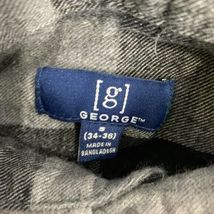 [g]
GEORGE™
S
(34-36)
MADE IN
BANGLADESH